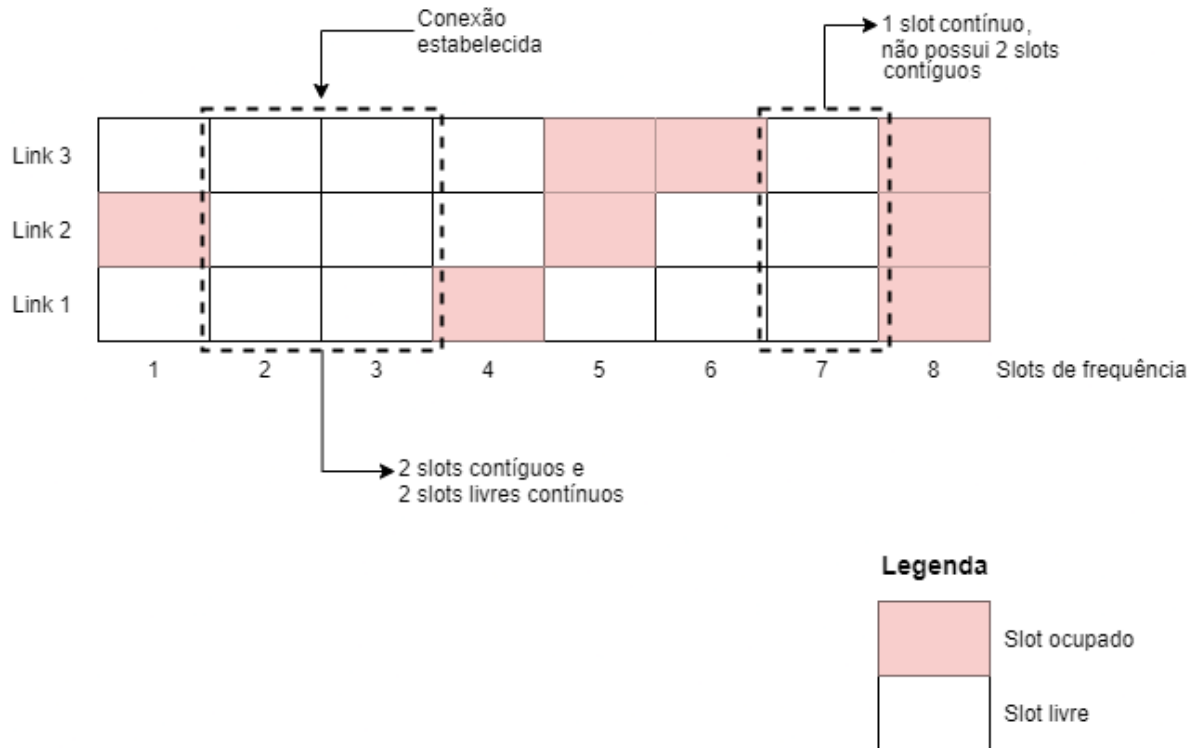 Conexão
estabelecida
1 slot contínuo,
não possui 2 slots
contíguos
Link 3
Link 2
Link 1
1 2 3 4 5 6 7 8 Slots de frequência
2 slots contíguos e
2 slots livres contínuos
Legenda
Slot ocupado
Slot livre